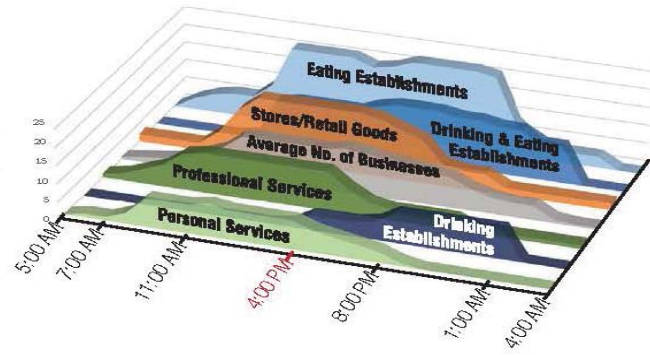 Eating Establishments
Stores/Retail Goods
Drinking & Eating
Establishments
Average No. of Businesses
Professional Services
Drinking
Establishments
Personal Services
25
20
15
10
5
0
5:00 AM
7:00 AM
11:00 AM
4:00 PM
8:00 PM
1:00 AM
4:00 AM